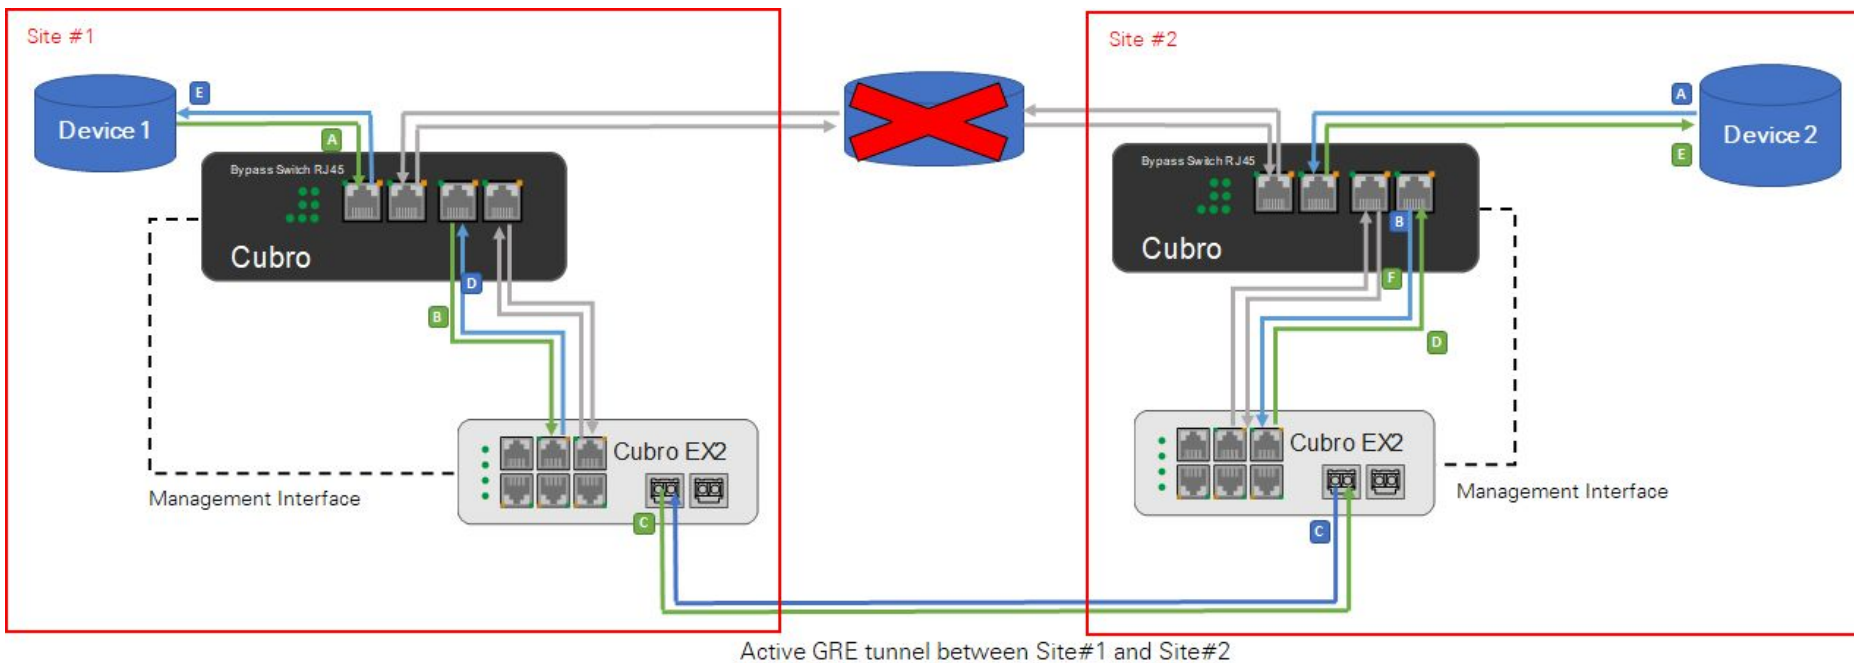 Site #1
Site #2
E
A
Device 1
A
E
Device 2
Bypass Switch RJ45
Bypass Switch RJ45
Cubro
Cubro
D
B
B
F
D
Cubro EX2
Cubro EX2
Management Interface
Management Interface
C
C
Active GRE tunnel between Site#1 and Site#2